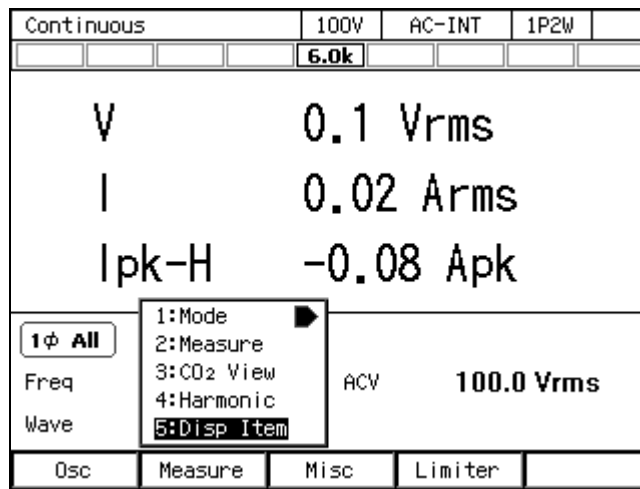 Continuous 100V AC-INT 1P2W
6.0k
V 0.1 Vrms
I 0.02 Arms
Ipk-H -0.08 Apk
1:Mode
1ϕ All 2:Measure
3:CO₂ View
Freq ACV 100.0 Vrms
4:Harmonic
Wave 5:Disp Item
Osc Measure Misc Limiter